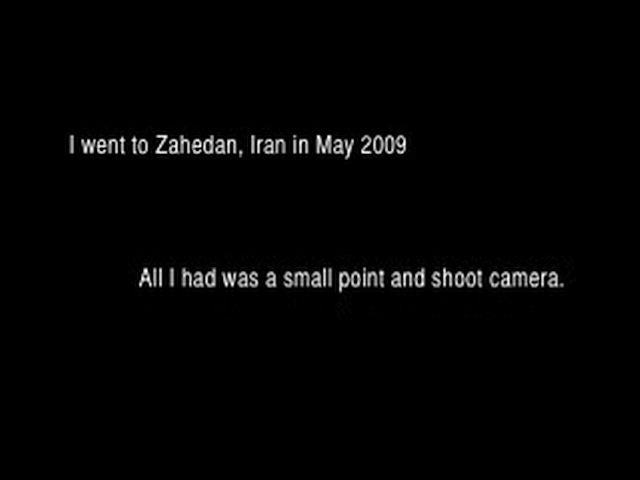 I went to Zahedan, Iran in May 2009
All I had was a small point and shoot camera.